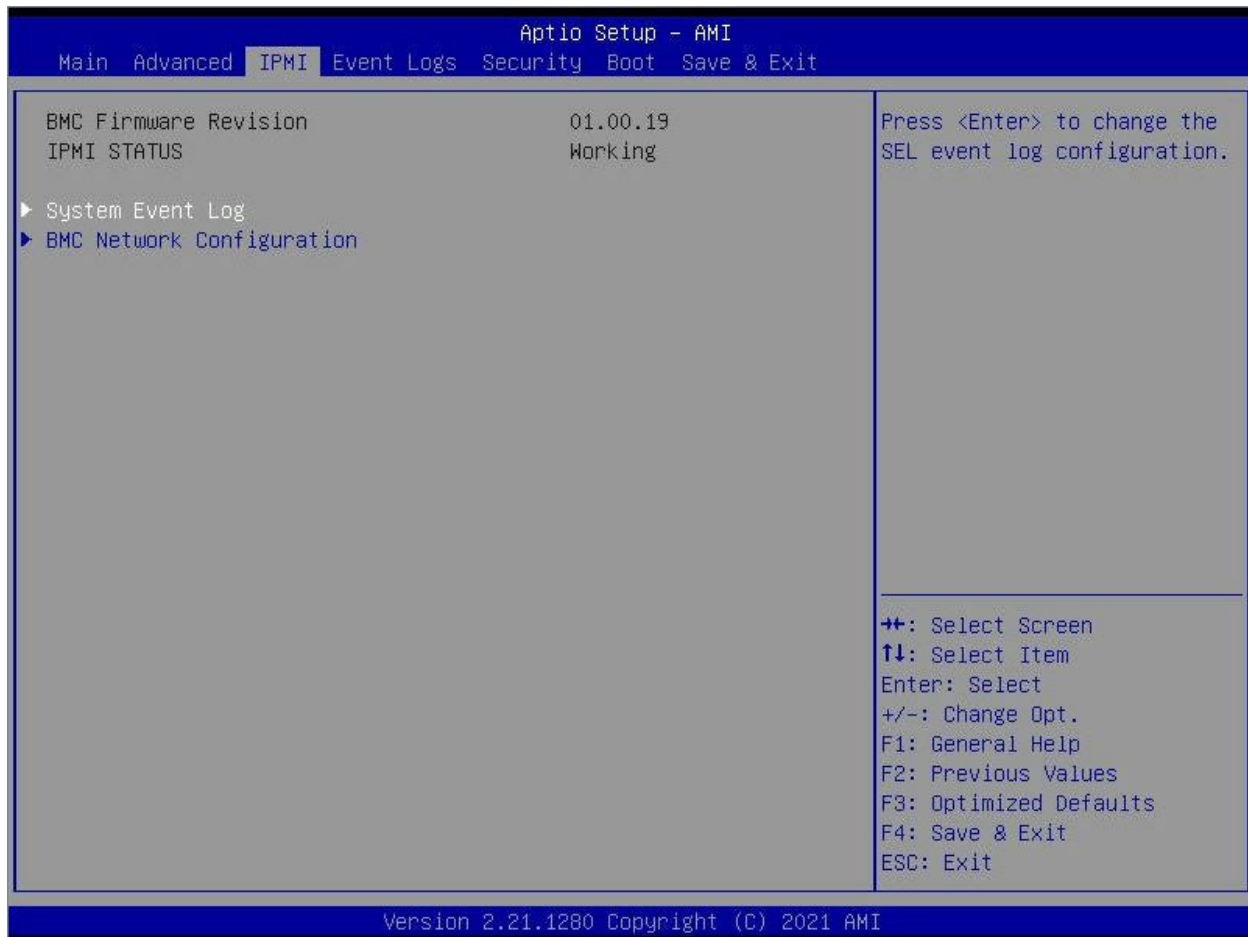 Aptio Setup – AMI
Main Advanced IPMI Event Logs Security Boot Save & Exit
BMC Firmware Revision 01.00.19
IPMI STATUS Working
System Event Log
BMC Network Configuration
Press <Enter> to change the
SEL event log configuration.
→←: Select Screen
↑↓: Select Item
Enter: Select
+/-: Change Opt.
F1: General Help
F2: Previous Values
F3: Optimized Defaults
F4: Save & Exit
ESC: Exit
Version 2.21.1280 Copyright (C) 2021 AMI